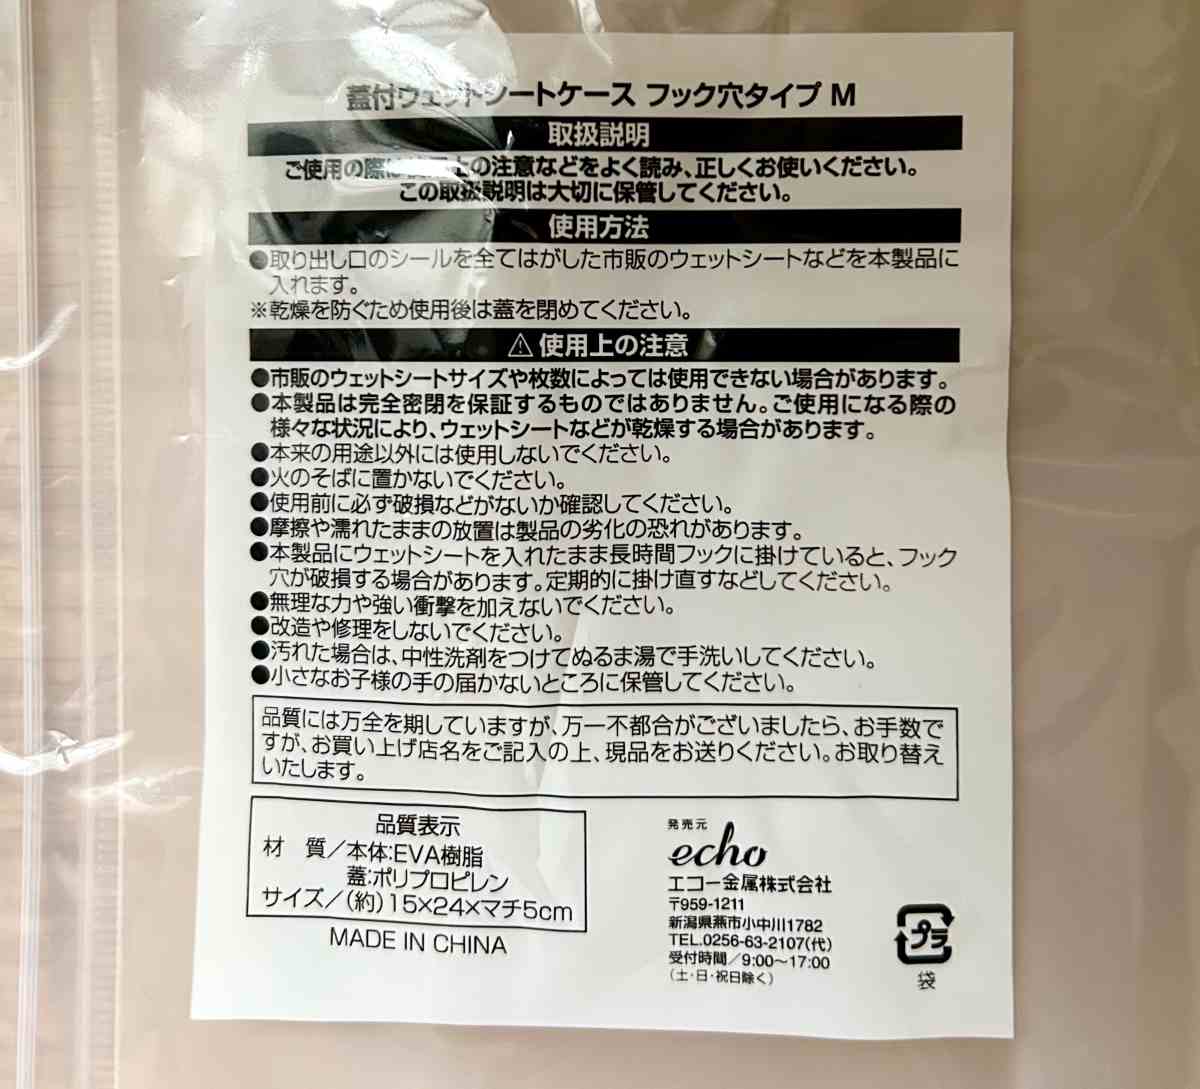 蓋付ウェットシートケース フック穴タイプ M
取扱説明
ご使用の際は使用上の注意などをよく読み、正しくお使いください。
この取扱説明は大切に保管してください。
使用方法
●取り出し口のシールを全てはがした市販のウェットシートなどを本製品に
入れます。
※乾燥を防ぐため使用後は蓋を閉めてください。
⚠使用上の注意
●市販のウェットシートサイズや枚数によっては使用できない場合があります。
●本製品は完全密閉を保証するものではありません。ご使用になる際の
様々な状況により、ウェットシートなどが乾燥する場合があります。
●本来の用途以外には使用しないでください。
●火のそばに置かないでください。
●使用前に必ず破損などがないか確認してください。
●摩擦や濡れたままの放置は製品の劣化の恐れがあります。
●本製品にウェットシートを入れたまま長時間フックに掛けていると、フック
穴が破損する場合があります。定期的に掛け直すなどしてください。
●無理な力や強い衝撃を加えないでください。
●改造や修理をしないでください。
●汚れた場合は、中性洗剤をつけてぬるま湯で手洗いしてください。
●小さなお子様の手の届かないところに保管してください。
品質には万全を期していますが、万一不都合がございましたら、お手数で
すが、お買い上げ店名をご記入の上、現品をお送りください。お取り替え
いたします。
品質表示
材 質/本体:EVA樹脂
蓋:ポリプロピレン
サイズ/(約)15×24×マチ5cm
MADE IN CHINA
発売元
echo
エコー金属株式会社
〒959-1211
新潟県燕市小中川1782
TEL.0256-63-2107(代)
受付時間/9:00～17:00
(土・日・祝日除く)
プラ
袋